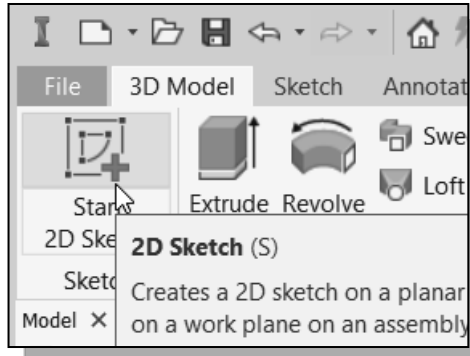 File 3D Model Sketch Annotat
Swe
Loft
Extrude Revolve
Start
2D Ske
Sketc
2D Sketch (S)
Creates a 2D sketch on a planar
on a work plane on an assembly
Model ×